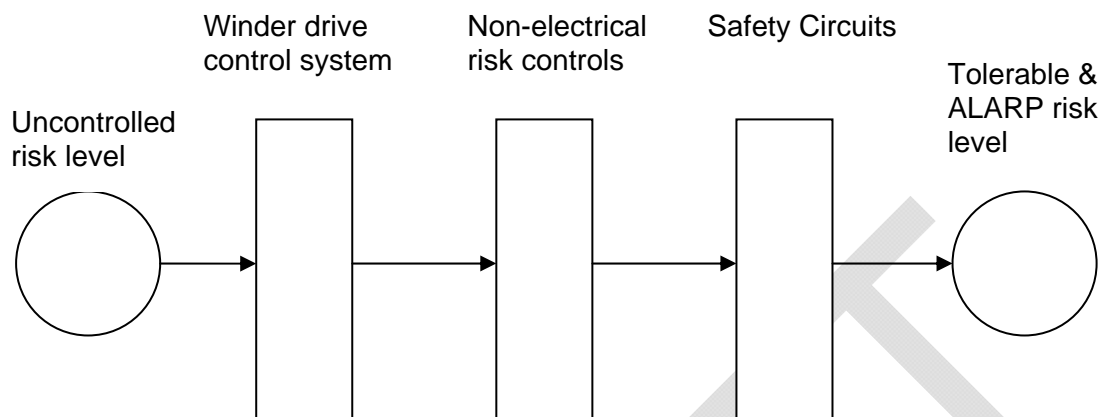 Winder drive
control system
Non-electrical
risk controls
Safety Circuits
Tolerable &
ALARP risk
level
Uncontrolled
risk level